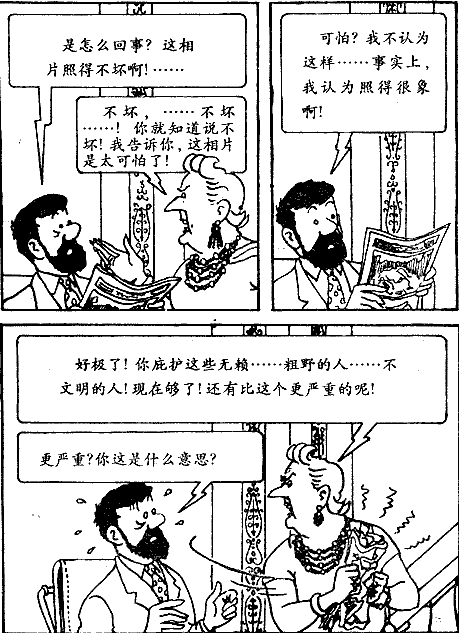 是怎么回事？这相
片照得不坏啊！……
不坏，……不坏
……！你就知道说不
坏！我告诉你，这相片
是太可怕了！
可怕？我不认为
这样……事实上，
我认为照得很象
啊！
好极了！你庇护这些无赖……粗野的人……不
文明的人！现在够了！还有比这个更严重的呢！
更严重？你这是什么意思？